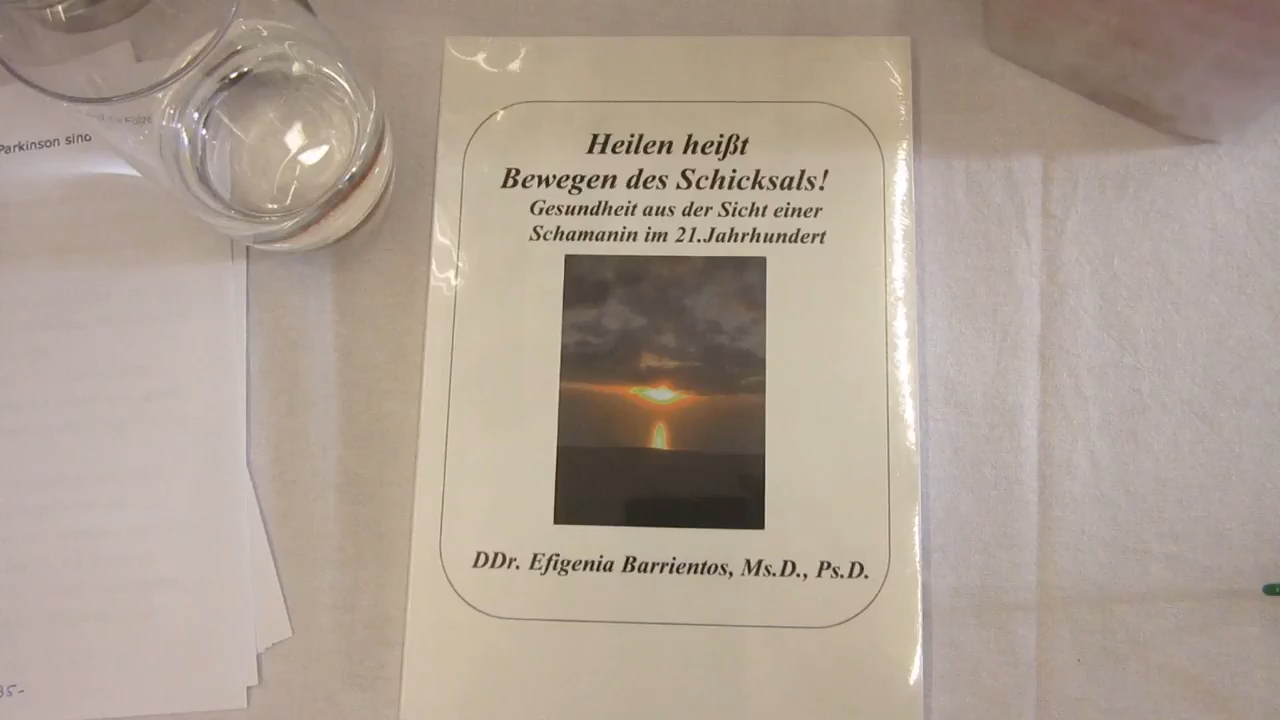 Parkinson sind
Heilen heißt
Bewegen des Schicksals!
Gesundheit aus der Sicht einer
Schamanin im 21.Jahrhundert
DDr. Efigenia Barrientos, Ms.D., Ps.D.